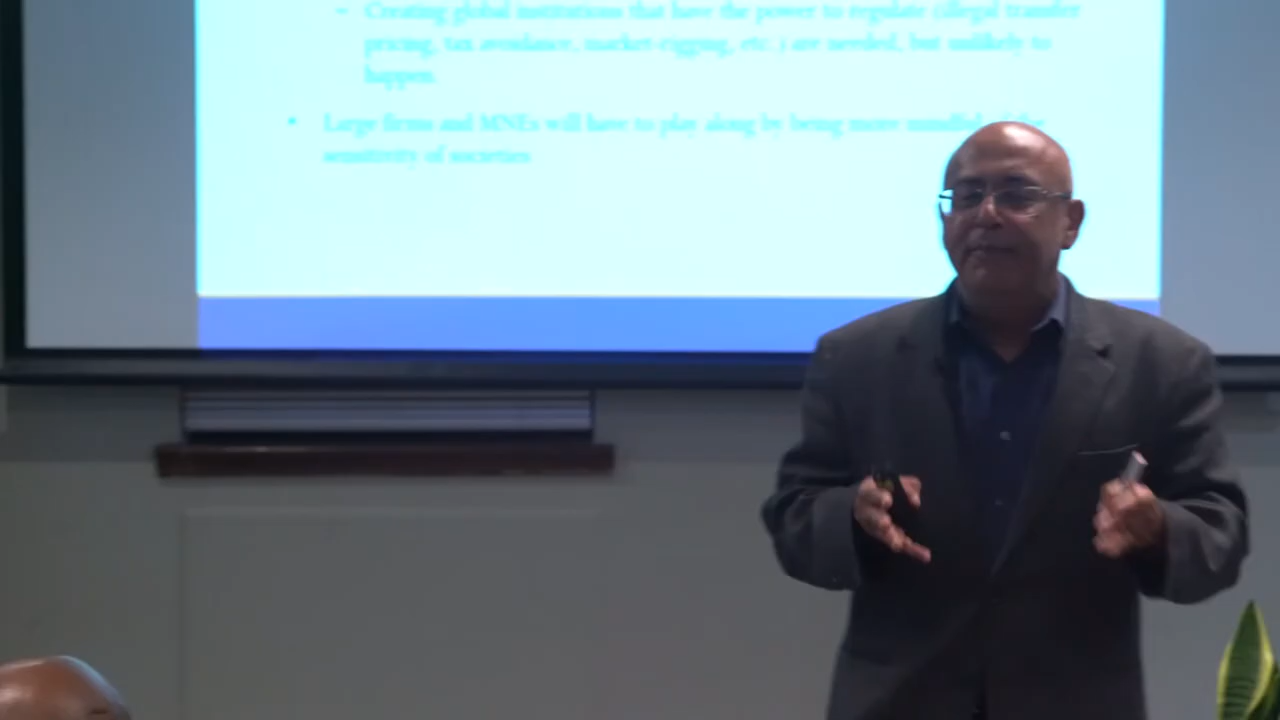 – Creating global institutions that have the power to regulate (illegal transfer
pricing, tax avoidance, market-rigging, etc. ) are needed, but unlikely to
happen.
• Large firms and MNEs will have to play along by being more mindful
sensitivity of societies